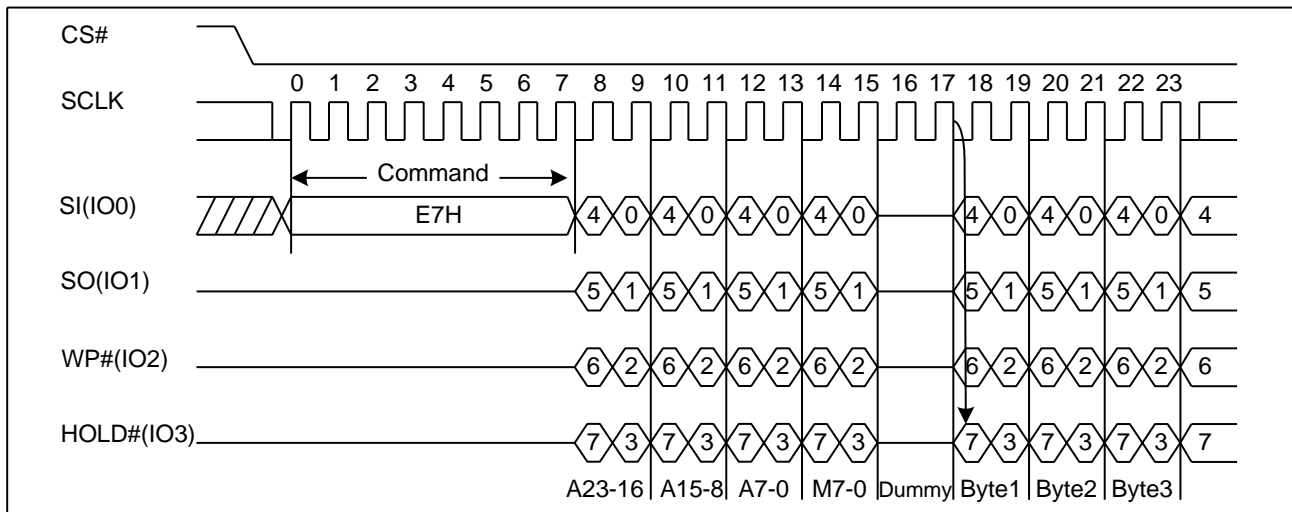 CS#
0 1 2 3 4 5 6 7 8 9 10 11 12 13 14 15 16 17 18 19 20 21 22 23
SCLK
Command
SI(IO0)
E7H 4 0 4 0 4 0 4 0 4 0 4 0 4 0 4
SO(IO1)
5 1 5 1 5 1 5 1 5 1 5 1 5 1 5
WP#(IO2)
6 2 6 2 6 2 6 2 6 2 6 2 6 2 6
HOLD#(IO3)
7 3 7 3 7 3 7 3 7 3 7 3 7 3 7
A23-16 A15-8 A7-0 M7-0 Dummy Byte1 Byte2 Byte3